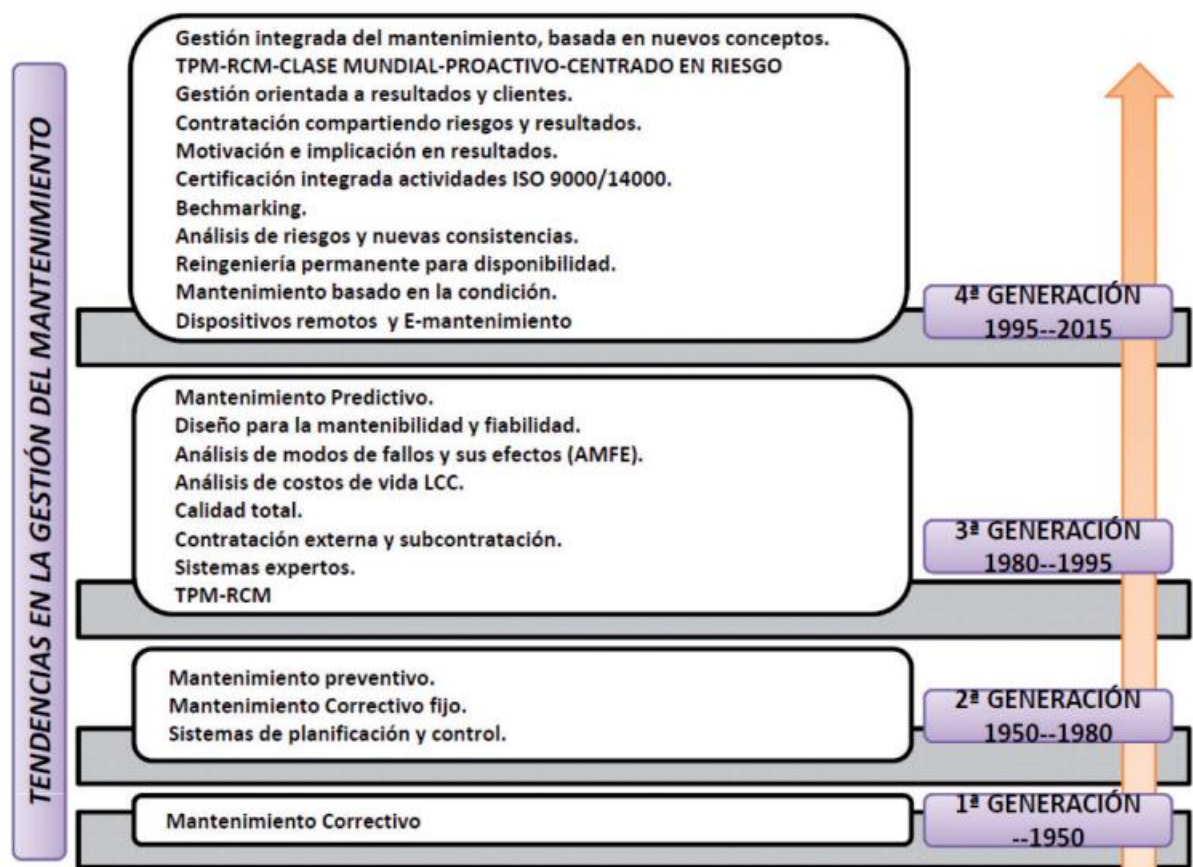 TENDENCIAS EN LA GESTIÓN DEL MANTENIMIENTO
Gestión integrada del mantenimiento, basada en nuevos conceptos.
TPM-RCM-CLASE MUNDIAL-PROACTIVO-CENTRADO EN RIESGO
Gestión orientada a resultados y clientes.
Contratación compartiendo riesgos y resultados.
Motivación e implicación en resultados.
Certificación integrada actividades ISO 9000/14000.
Bechmarking.
Análisis de riesgos y nuevas consistencias.
Reingeniería permanente para disponibilidad.
Mantenimiento basado en la condición.
Dispositivos remotos y E-mantenimiento
4ª GENERACIÓN
1995--2015
Mantenimiento Predictivo.
Diseño para la mantenibilidad y fiabilidad.
Análisis de modos de fallos y sus efectos (AMFE).
Análisis de costos de vida LCC.
Calidad total.
Contratación externa y subcontratación.
Sistemas expertos.
TPM-RCM
3ª GENERACIÓN
1980--1995
Mantenimiento preventivo.
Mantenimiento Correctivo fijo.
Sistemas de planificación y control.
2ª GENERACIÓN
1950--1980
Mantenimiento Correctivo
1ª GENERACIÓN
--1950